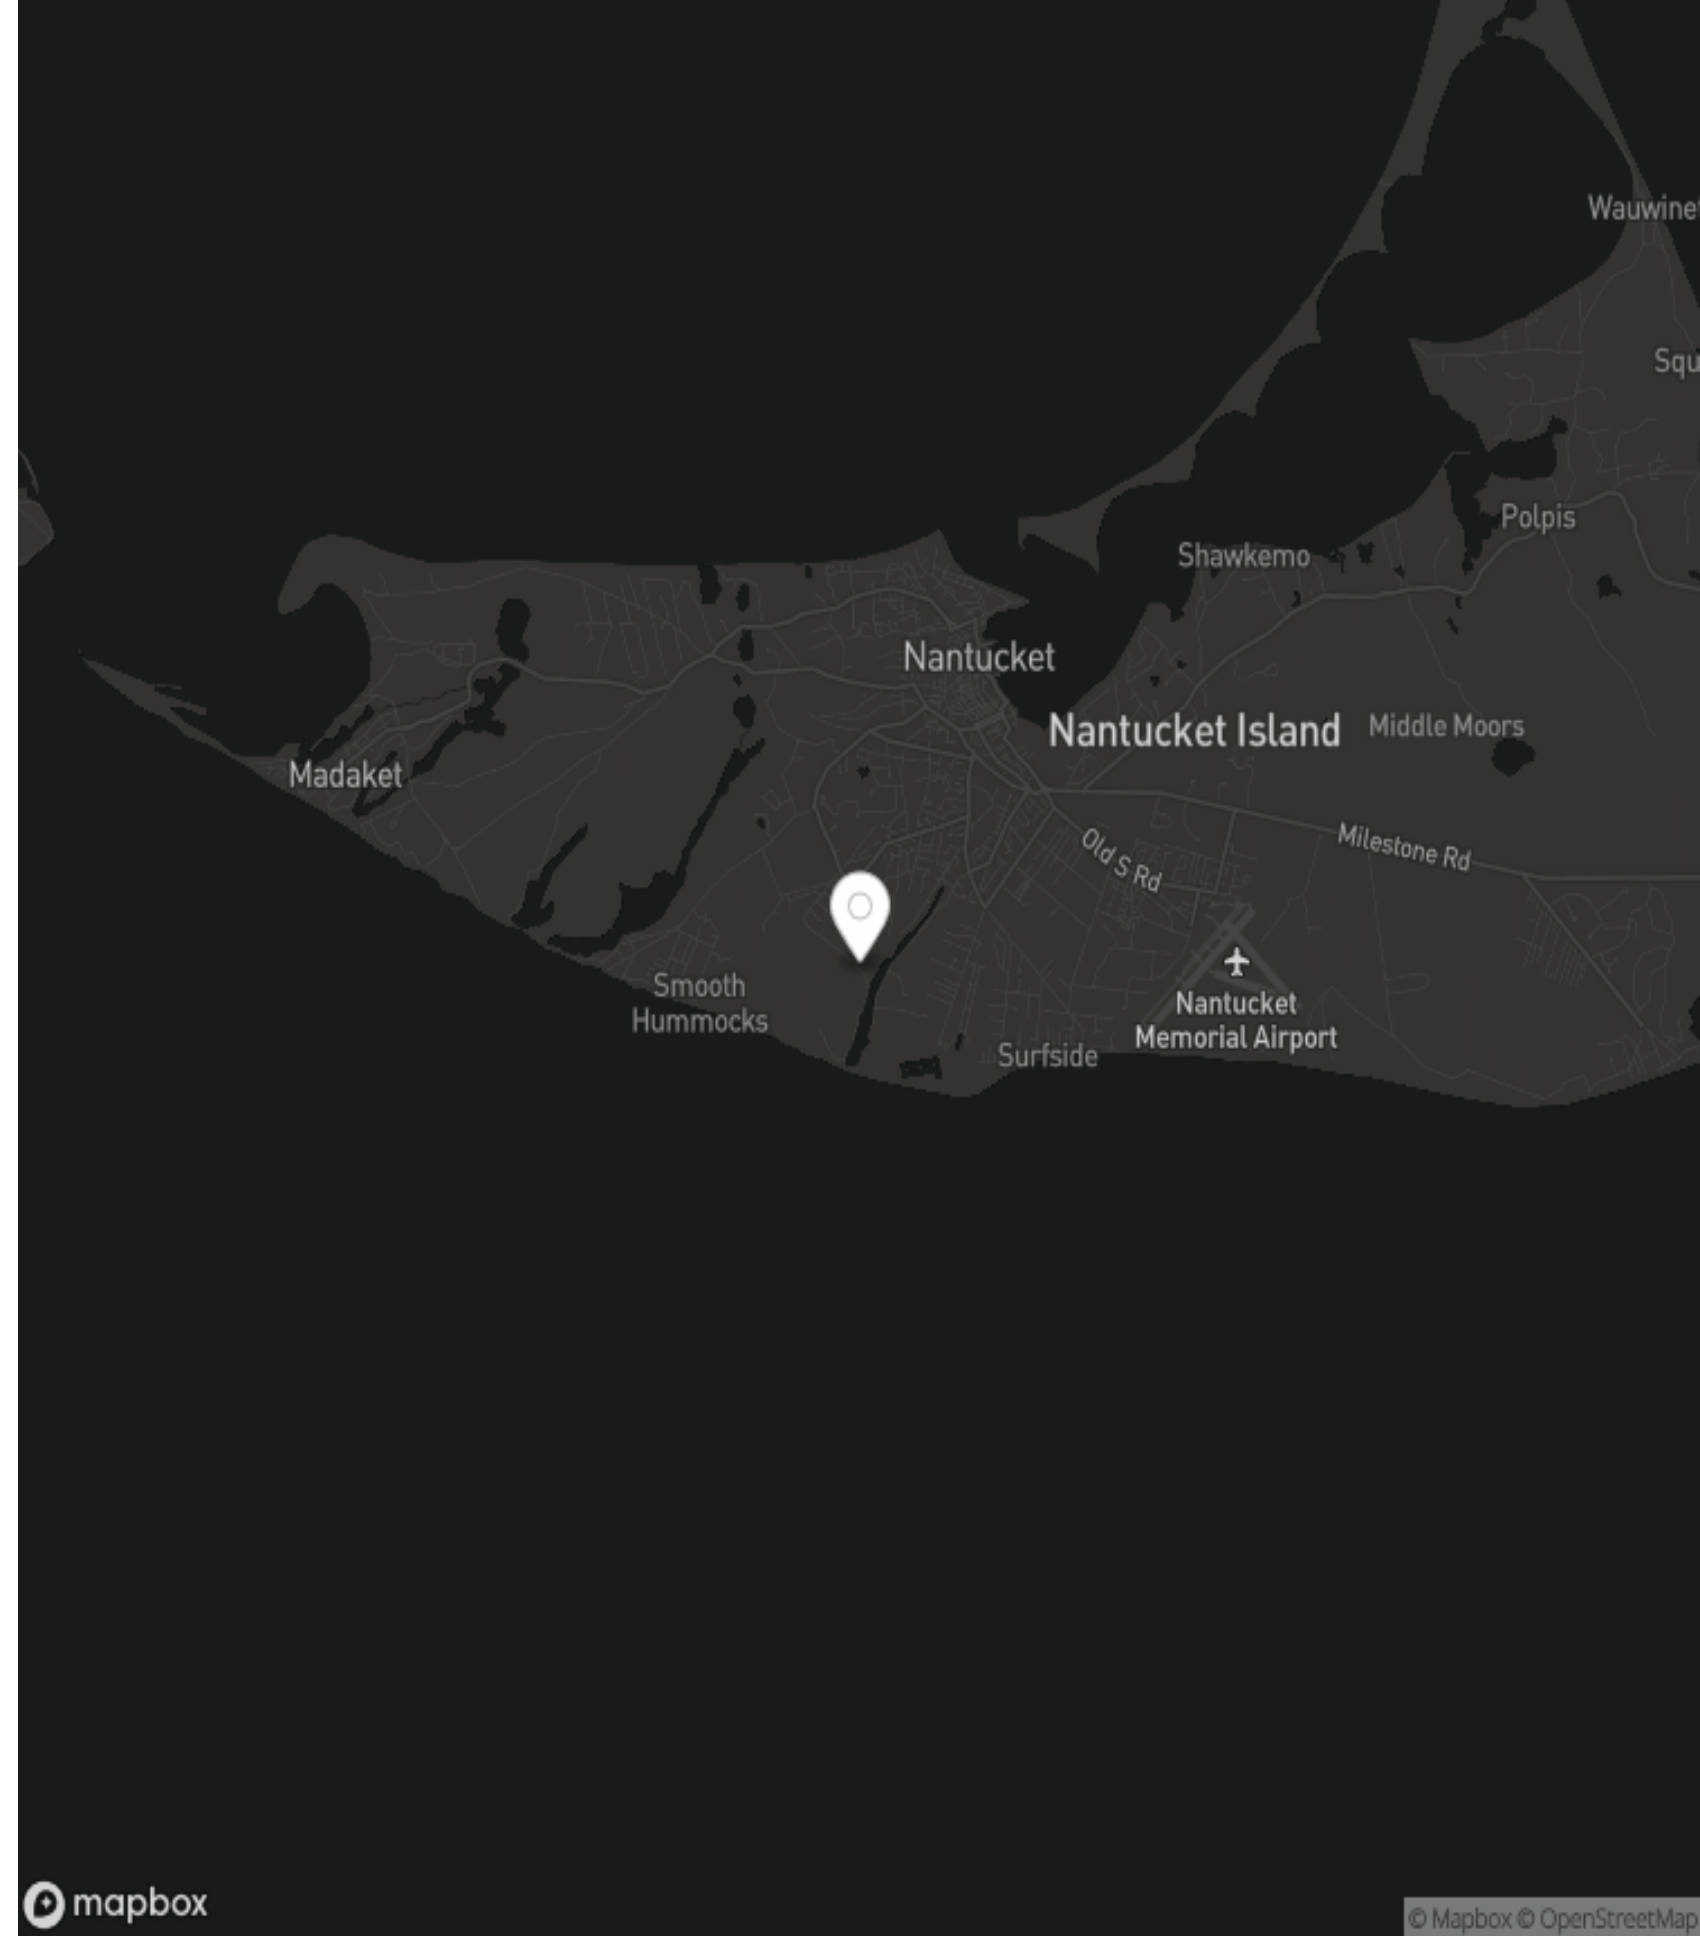 Wauwine
Squ
Polpis
Shawkemo
Nantucket
Nantucket Island
Middle Moors
Madaket
Old S Rd
Milestone Rd
Smooth
Hummocks
Nantucket
Memorial Airport
Surfside
mapbox
© Mapbox © OpenStreetMap